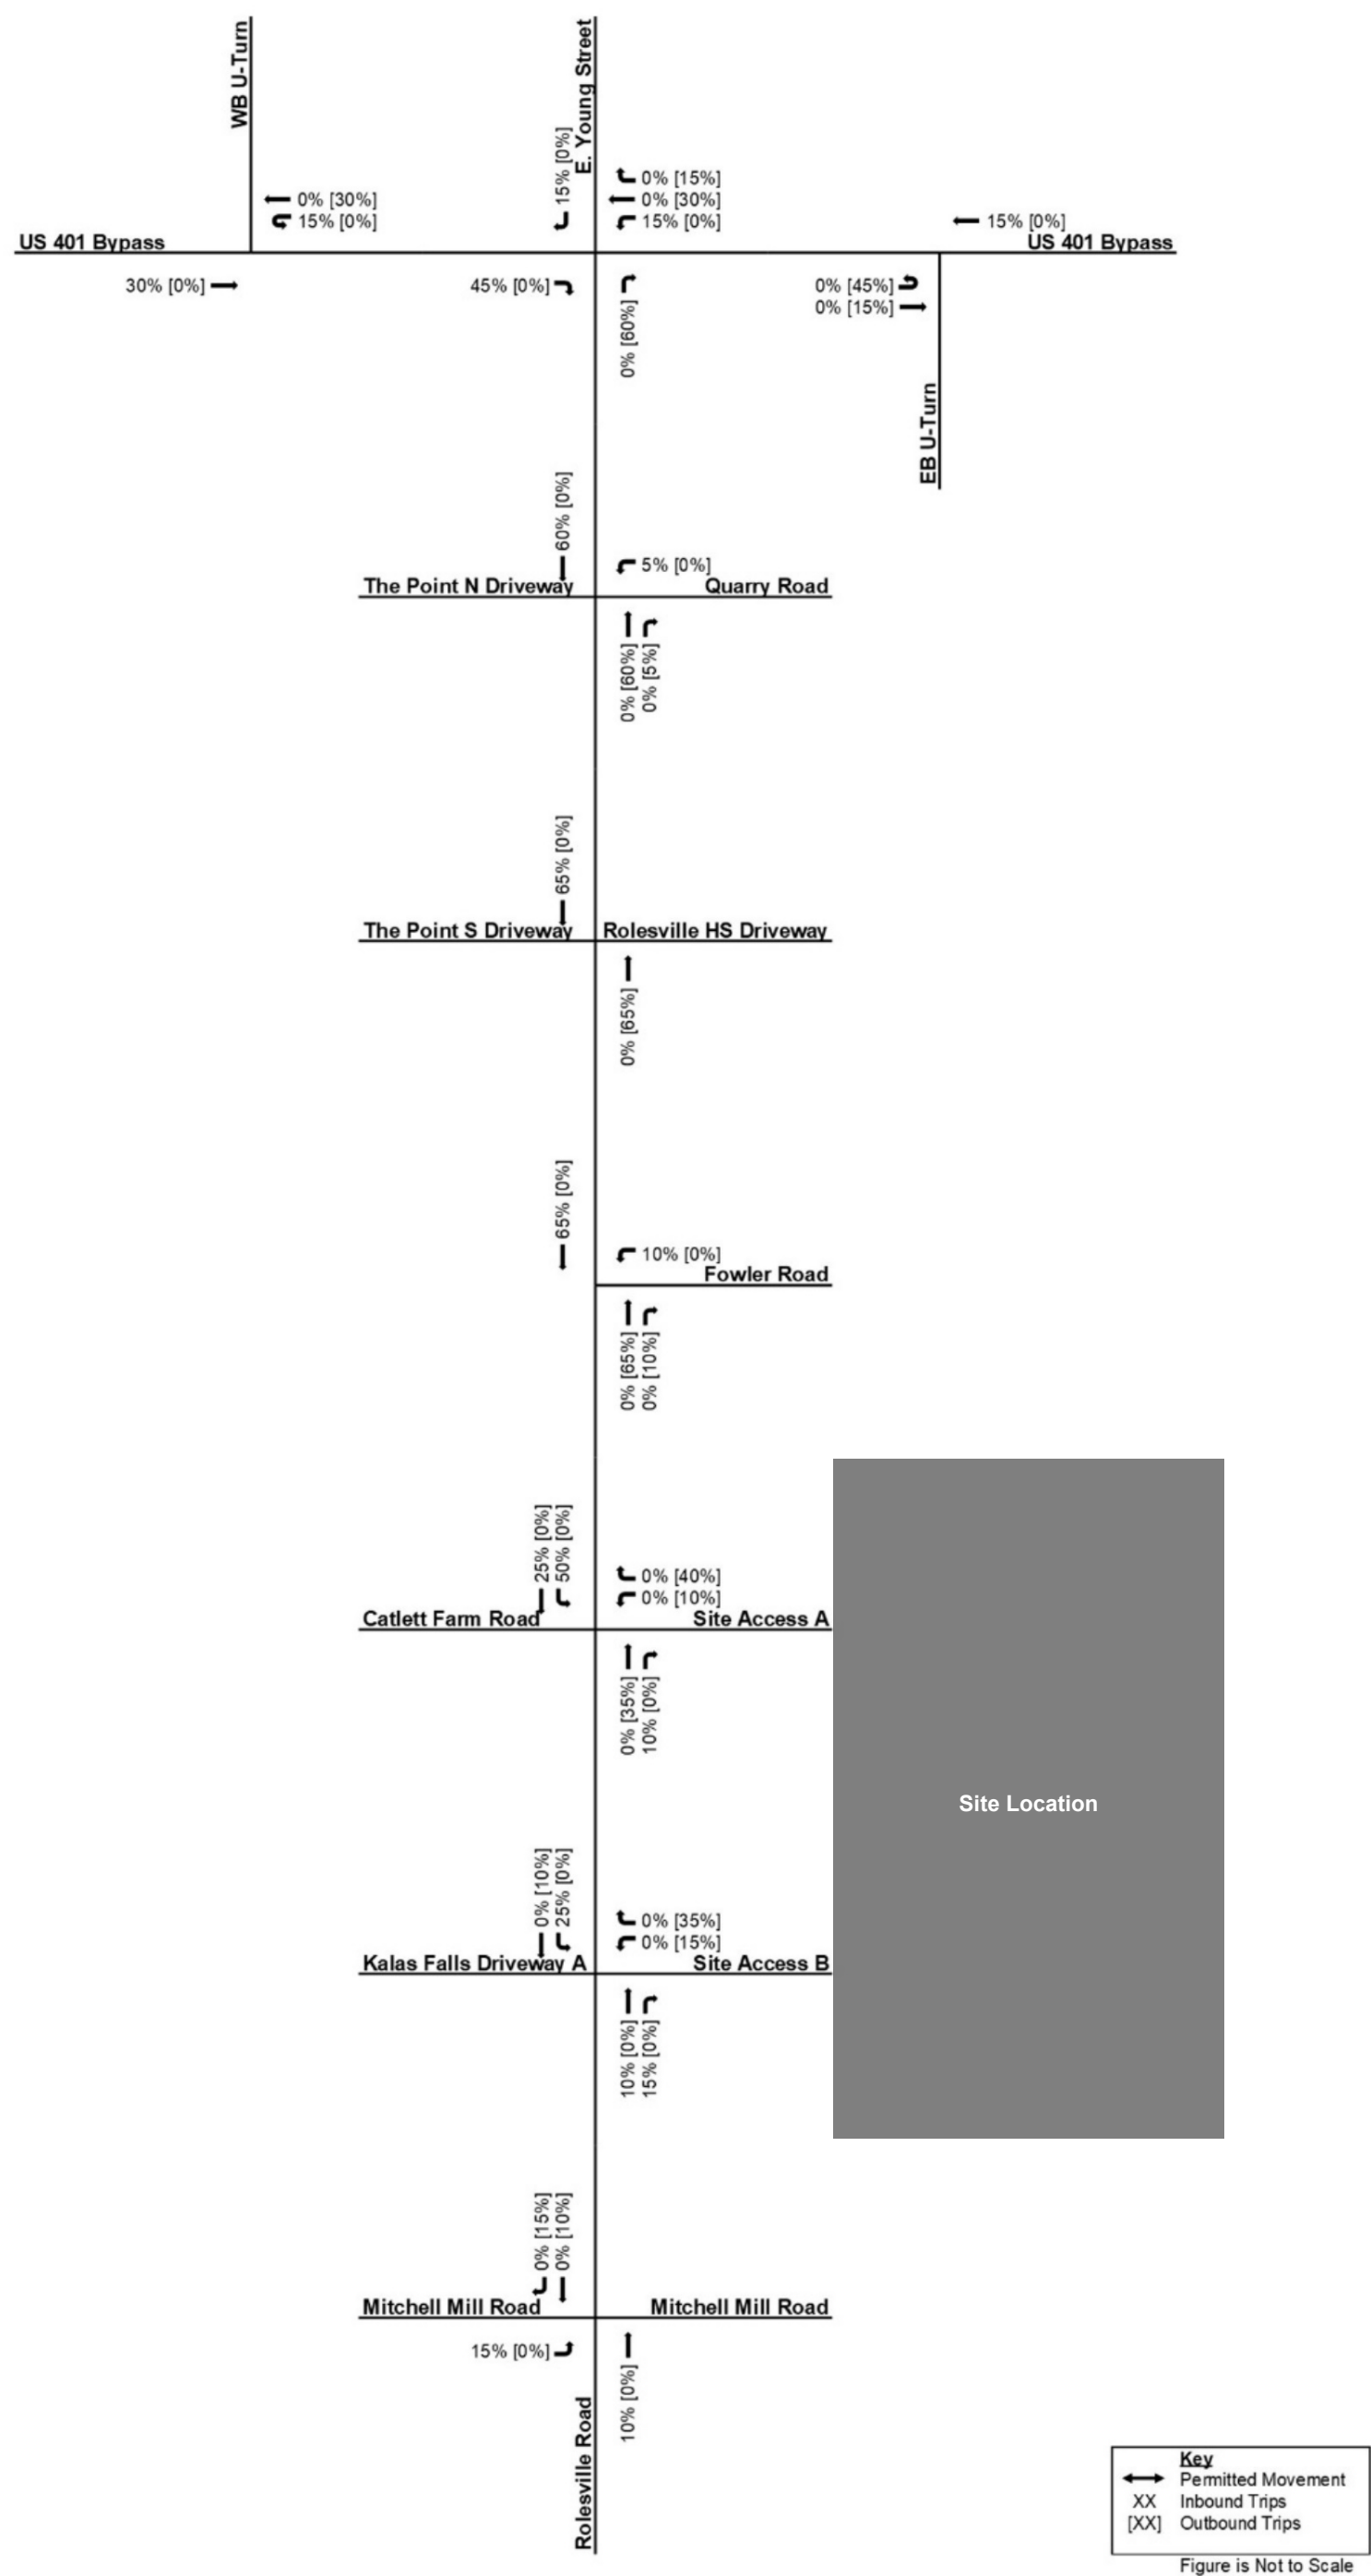 WB U-Turn
E. Young Street
15% [0%]
0% [15%]
0% [30%]
0% [30%]
15% [0%]
15% [0%]
15% [0%]
US 401 Bypass
US 401 Bypass
30% [0%]
45% [0%]
0% [60%]
0% [45%]
0% [15%]
EB U-Turn
60% [0%]
5% [0%]
The Point N Driveway
Quarry Road
0% [60%]
0% [5%]
65% [0%]
The Point S Driveway
Rolesville HS Driveway
0% [65%]
65% [0%]
10% [0%]
Fowler Road
0% [65%]
0% [10%]
25% [0%]
50% [0%]
0% [40%]
0% [10%]
Catlett Farm Road
Site Access A
0% [35%]
10% [0%]
Site Location
0% [10%]
25% [0%]
0% [35%]
0% [15%]
Kalas Falls Driveway A
Site Access B
10% [0%]
15% [0%]
0% [15%]
0% [10%]
Mitchell Mill Road
Mitchell Mill Road
15% [0%]
10% [0%]
Rolesville Road
Key
Permitted Movement
XX Inbound Trips
[XX] Outbound Trips
Figure is Not to Scale